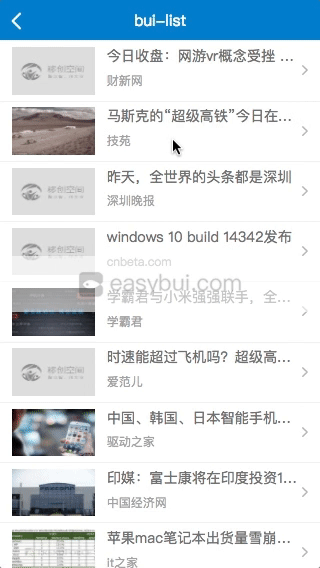 bui-list
今日收盘：网游vr概念受挫 ...
财新网
马斯克的“超级高铁”今日在...
技苑
昨天，全世界的头条都是深圳
深圳晚报
windows 10 build 14342发布
cnbeta.com
easybui.com
学霸君与小米强强联手，全...
学霸君
时速能超过飞机吗？超级高...
爱范儿
中国、韩国、日本智能手机...
驱动之家
印媒：富士康将在印度投资1...
中国经济网
苹果mac笔记本出货量雪崩...
it之家